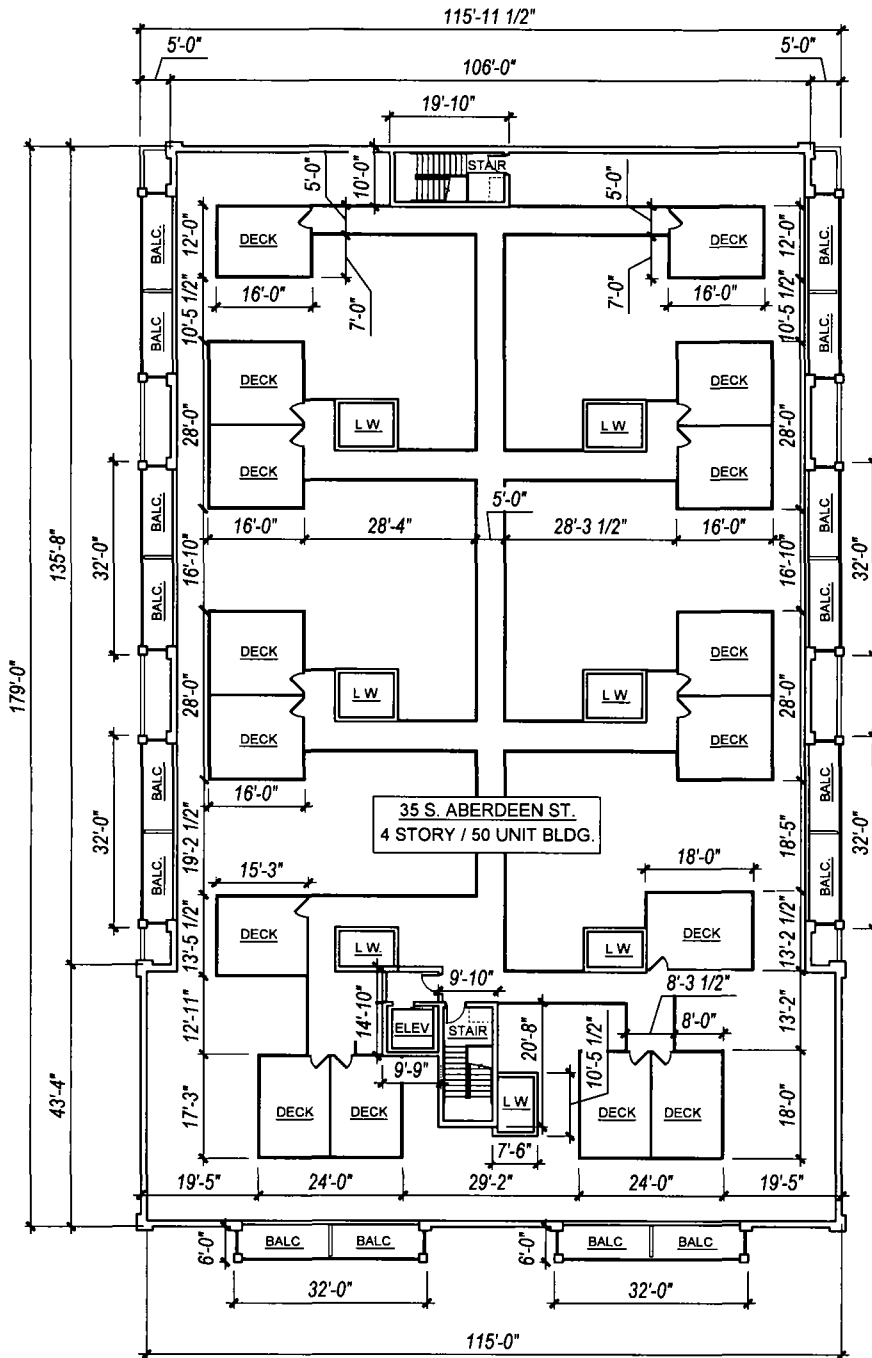 115'-11 1/2"
5'-0"
5'-0"
106'-0"
19'-10"
STAIR
5'-0"
10'-0"
5'-0"
BALC.
12'-0"
DECK
DECK
12'-0"
BALC.
16'-0"
7'-0"
7'-0"
16'-0"
BALC
10'-5 1/2"
10'-5 1/2"
BALC.
DECK
DECK
28'-0"
L W
L W
28'-0"
DECK
DECK
BALC.
5'-0"
BALC.
16'-0"
28'-4"
28'-3 1/2"
16'-0"
135'-8"
32'-0"
16'-10"
16'-10"
32'-0"
BALC.
BALC.
179'-0"
DECK
DECK
28'-0"
L W
L W
28'-0"
DECK
DECK
BALC.
BALC.
16'-0"
35 S. ABERDEEN ST.
4 STORY / 50 UNIT BLDG.
32'-0"
19'-2 1/2"
18'-5"
32'-0"
15'-3"
18'-0"
BALC.
BALC.
13'-5 1/2"
DECK
L W.
L W
DECK
13'-2 1/2"
9'-10"
8'-3 1/2"
12'-11"
14'-10"
ELEV
STAIR
20'-8"
10'-5 1/2"
8'-0"
13'-2"
9'-9"
43'-4"
17'-3"
DECK
DECK
L W
DECK
DECK
18'-0"
7'-6"
19'-5"
24'-0"
29'-2"
24'-0"
19'-5"
6'-0"
BALC
BALC
6'-0"
BALC
BALC
32'-0"
32'-0"
115'-0"